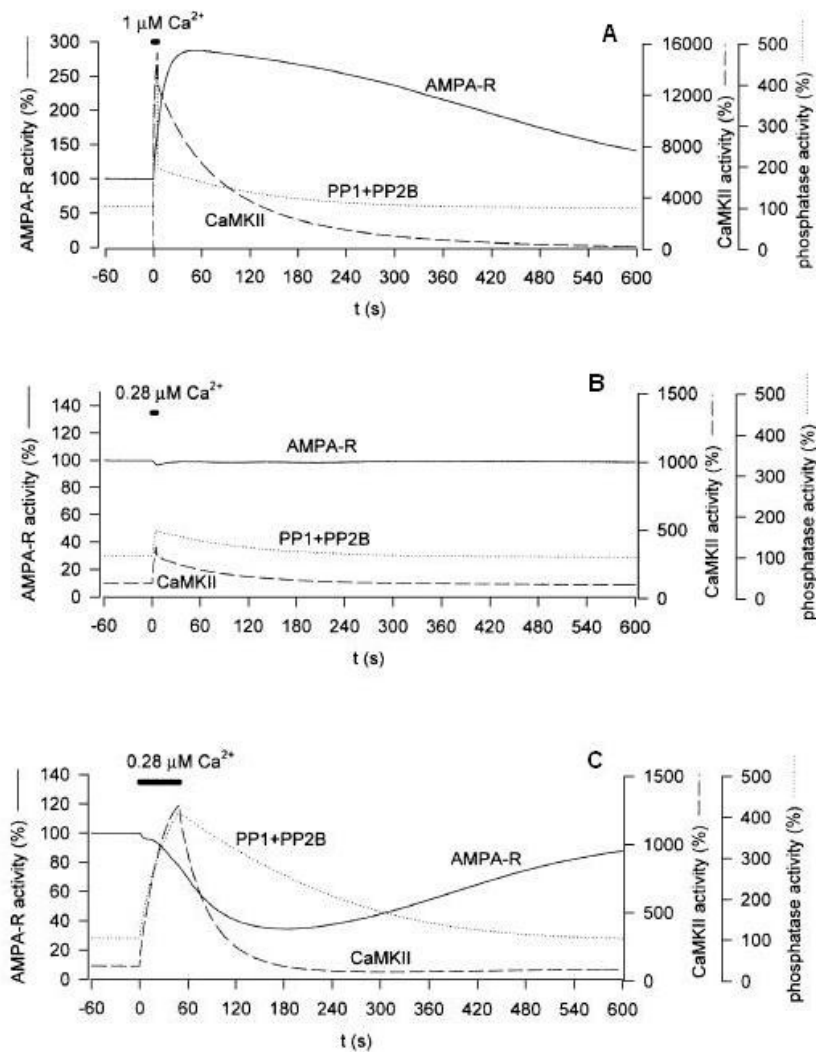 1 μM Ca²⁺
A
AMPA-R activity (%)
300
250
200
150
100
50
0
AMPA-R
PP1+PP2B
CaMKII
16000
12000
8000
4000
0
CaMKII activity (%)
500
400
300
200
100
0
phosphatase activity (%)
-60 0 60 120 180 240 300 360 420 480 540 600
t (s)
0.28 μM Ca²⁺
B
AMPA-R activity (%)
140
120
100
80
60
40
20
0
AMPA-R
PP1+PP2B
CaMKII
1500
1000
500
0
CaMKII activity (%)
500
400
300
200
100
0
phosphatase activity (%)
-60 0 60 120 180 240 300 360 420 480 540 600
t (s)
0.28 μM Ca²⁺
C
AMPA-R activity (%)
140
120
100
80
60
40
20
0
PP1+PP2B
AMPA-R
CaMKII
1500
1000
500
0
CaMKII activity (%)
500
400
300
200
100
0
phosphatase activity (%)
-60 0 60 120 180 240 300 360 420 480 540 600
t (s)